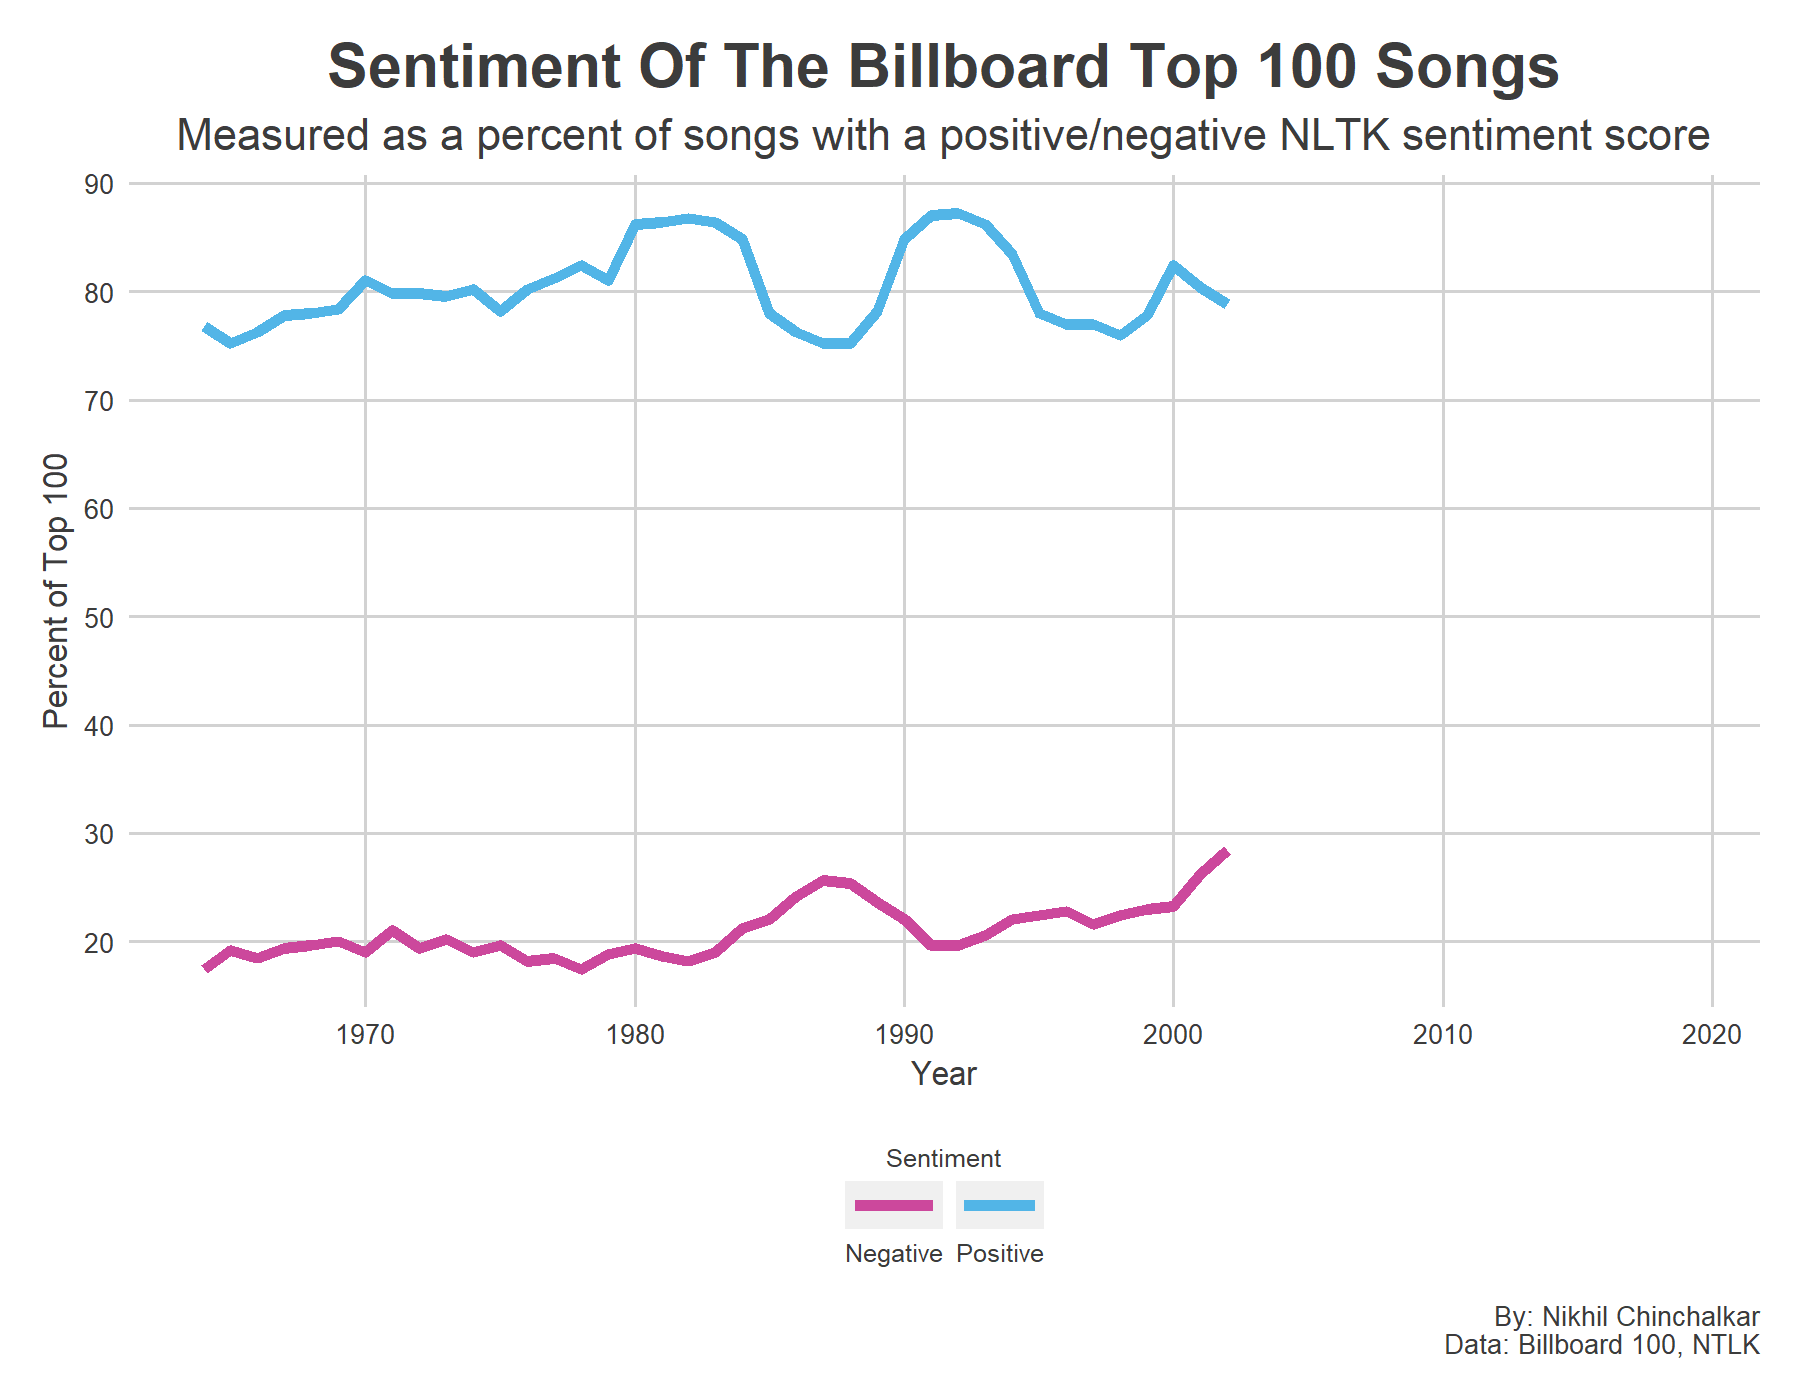 Sentiment Of The Billboard Top 100 Songs
Measured as a percent of songs with a positive/negative NLTK sentiment score
90
80
70
60
50
40
30
20
Percent of Top 100
1970 1980 1990 2000 2010 2020
Year
Sentiment
Negative Positive
By: Nikhil Chinchalkar
Data: Billboard 100, NTLK